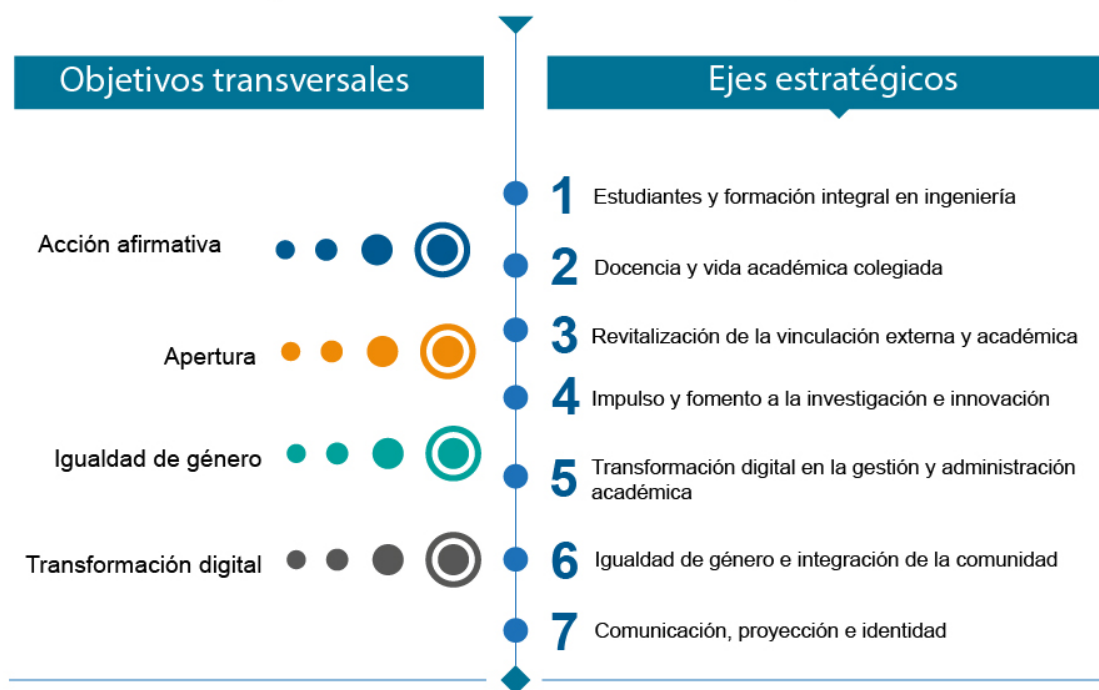 Objetivos transversales
Acción afirmativa
Apertura
Igualdad de género
Transformación digital
Ejes estratégicos
1 Estudiantes y formación integral en ingeniería
2 Docencia y vida académica colegiada
3 Revitalización de la vinculación externa y académica
4 Impulso y fomento a la investigación e innovación
5 Transformación digital en la gestión y administración
académica
6 Igualdad de género e integración de la comunidad
7 Comunicación, proyección e identidad